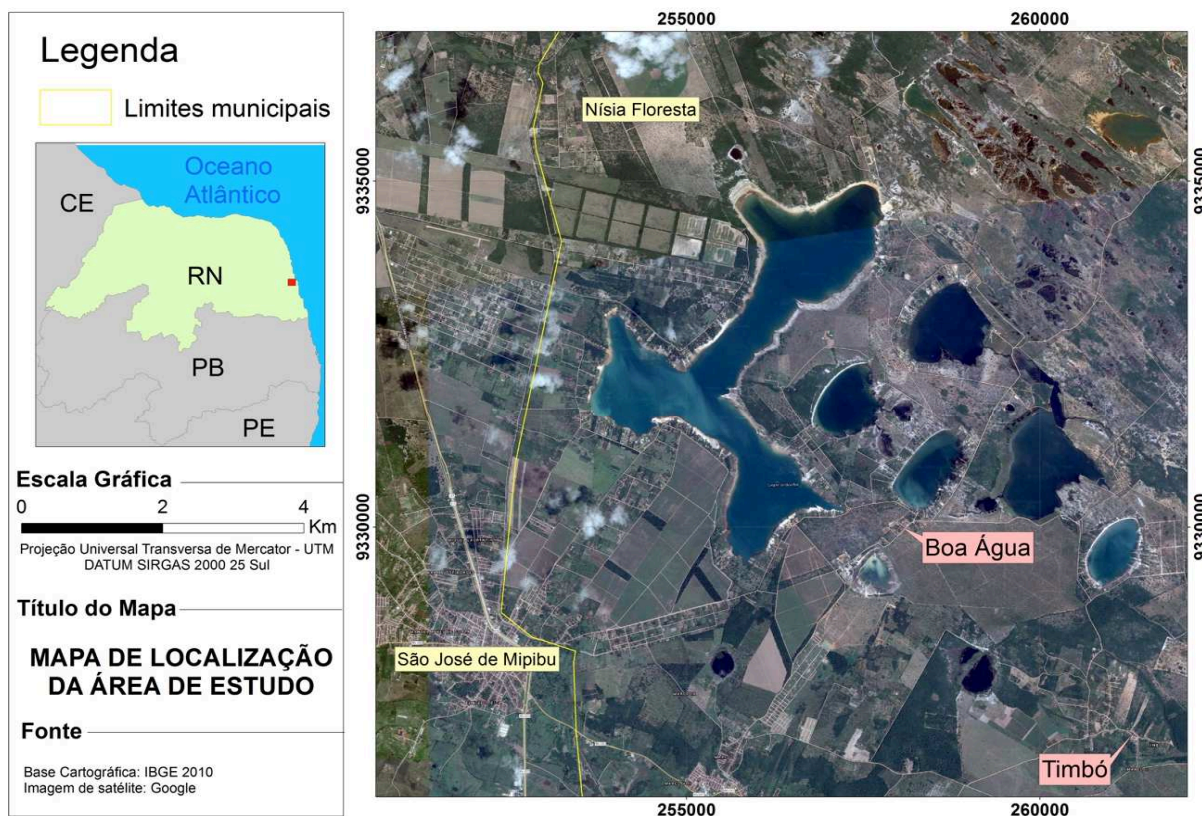 Legenda
Limites municipais
Oceano
Atlântico
CE
RN
PB
PE
Escala Gráfica
0 2 4
Km
Projeção Universal Transversa de Mercator - UTM
DATUM SIRGAS 2000 25 Sul
Título do Mapa
MAPA DE LOCALIZAÇÃO
DA ÁREA DE ESTUDO
Fonte
Base Cartográfica: IBGE 2010
Imagem de satélite: Google
255000 260000
9335000 9335000
9330000 9330000
Nísia Floresta
Boa Água
São José de Mipibu
Timbó
255000 260000